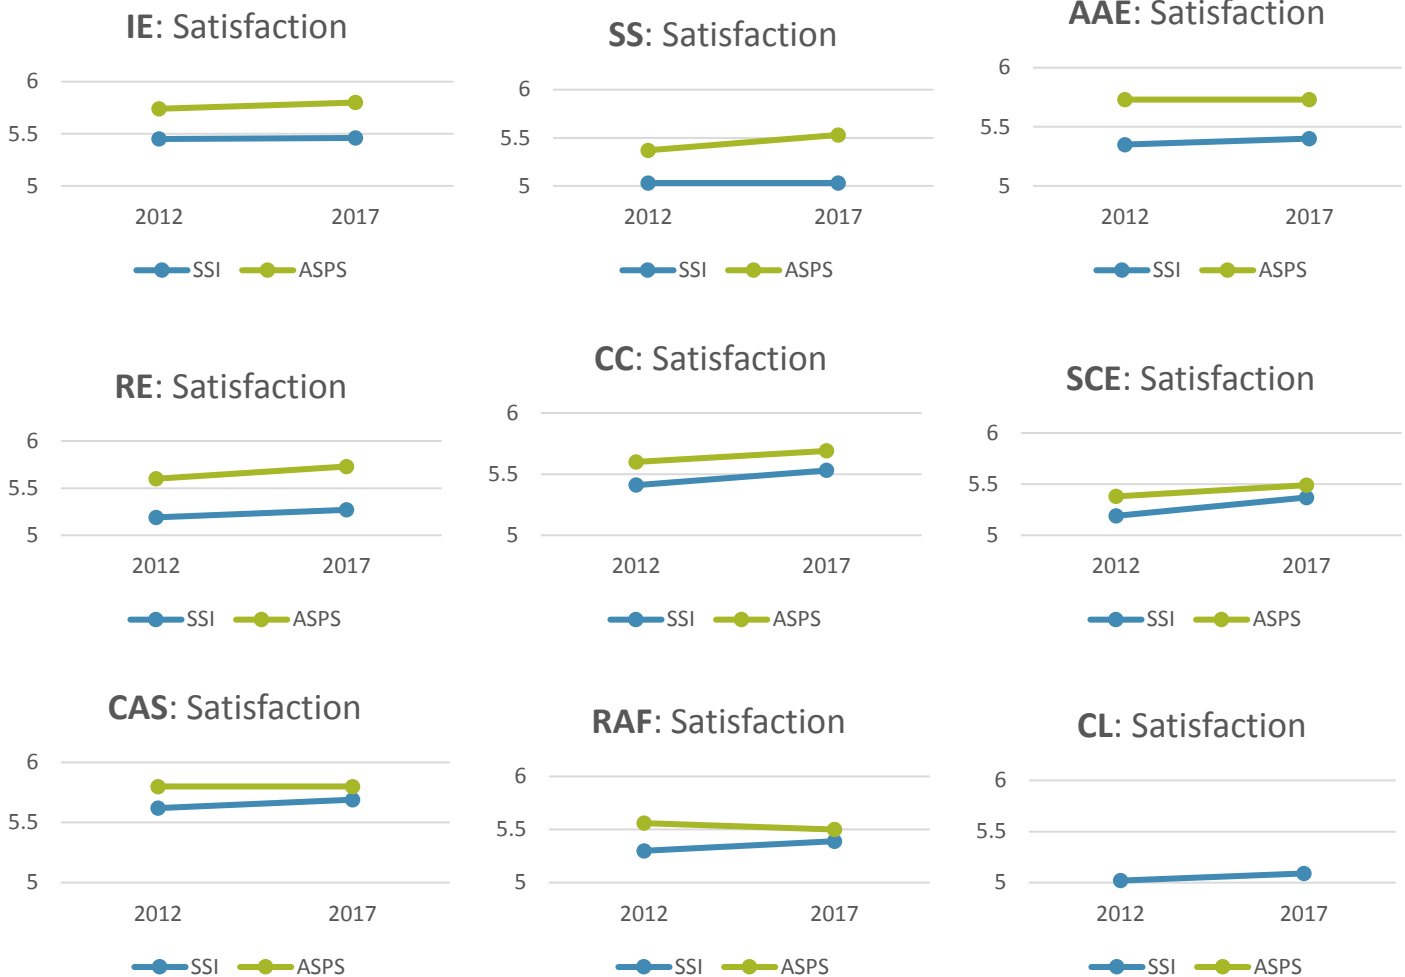 IE: Satisfaction
6
5.5
5
2012 2017
SSI ASPS
SS: Satisfaction
6
5.5
5
2012 2017
SSI ASPS
AAE: Satisfaction
6
5.5
5
2012 2017
SSI ASPS
RE: Satisfaction
6
5.5
5
2012 2017
SSI ASPS
CC: Satisfaction
6
5.5
5
2012 2017
SSI ASPS
SCE: Satisfaction
6
5.5
5
2012 2017
SSI ASPS
CAS: Satisfaction
6
5.5
5
2012 2017
SSI ASPS
RAF: Satisfaction
6
5.5
5
2012 2017
SSI ASPS
CL: Satisfaction
6
5.5
5
2012 2017
SSI ASPS